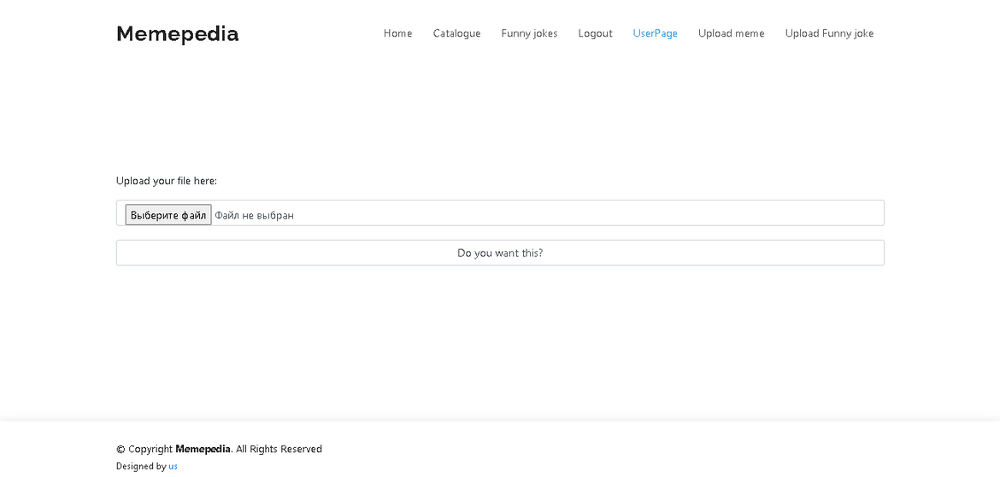 Memepedia Home Catalogue Funny jokes Logout UserPage Upload meme Upload Funny joke
Upload your file here:
Выберите файл Файл не выбран
Do you want this?
© Copyright Memepedia. All Rights Reserved
Designed by us